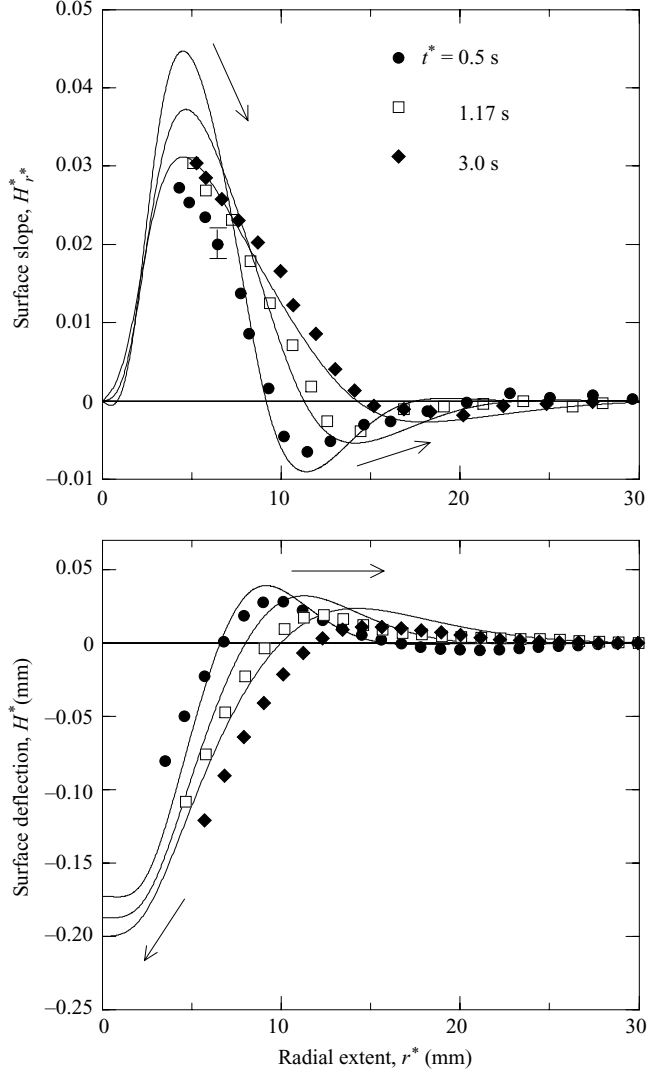 0.05
0.04
0.03
0.02
0.01
0
–0.01
Surface slope, H*r*
t* = 0.5 s
1.17 s
3.0 s
0 10 20 30
0.05
0
–0.05
–0.10
–0.15
–0.20
–0.25
Surface deflection, H* (mm)
0 10 20 30
Radial extent, r* (mm)